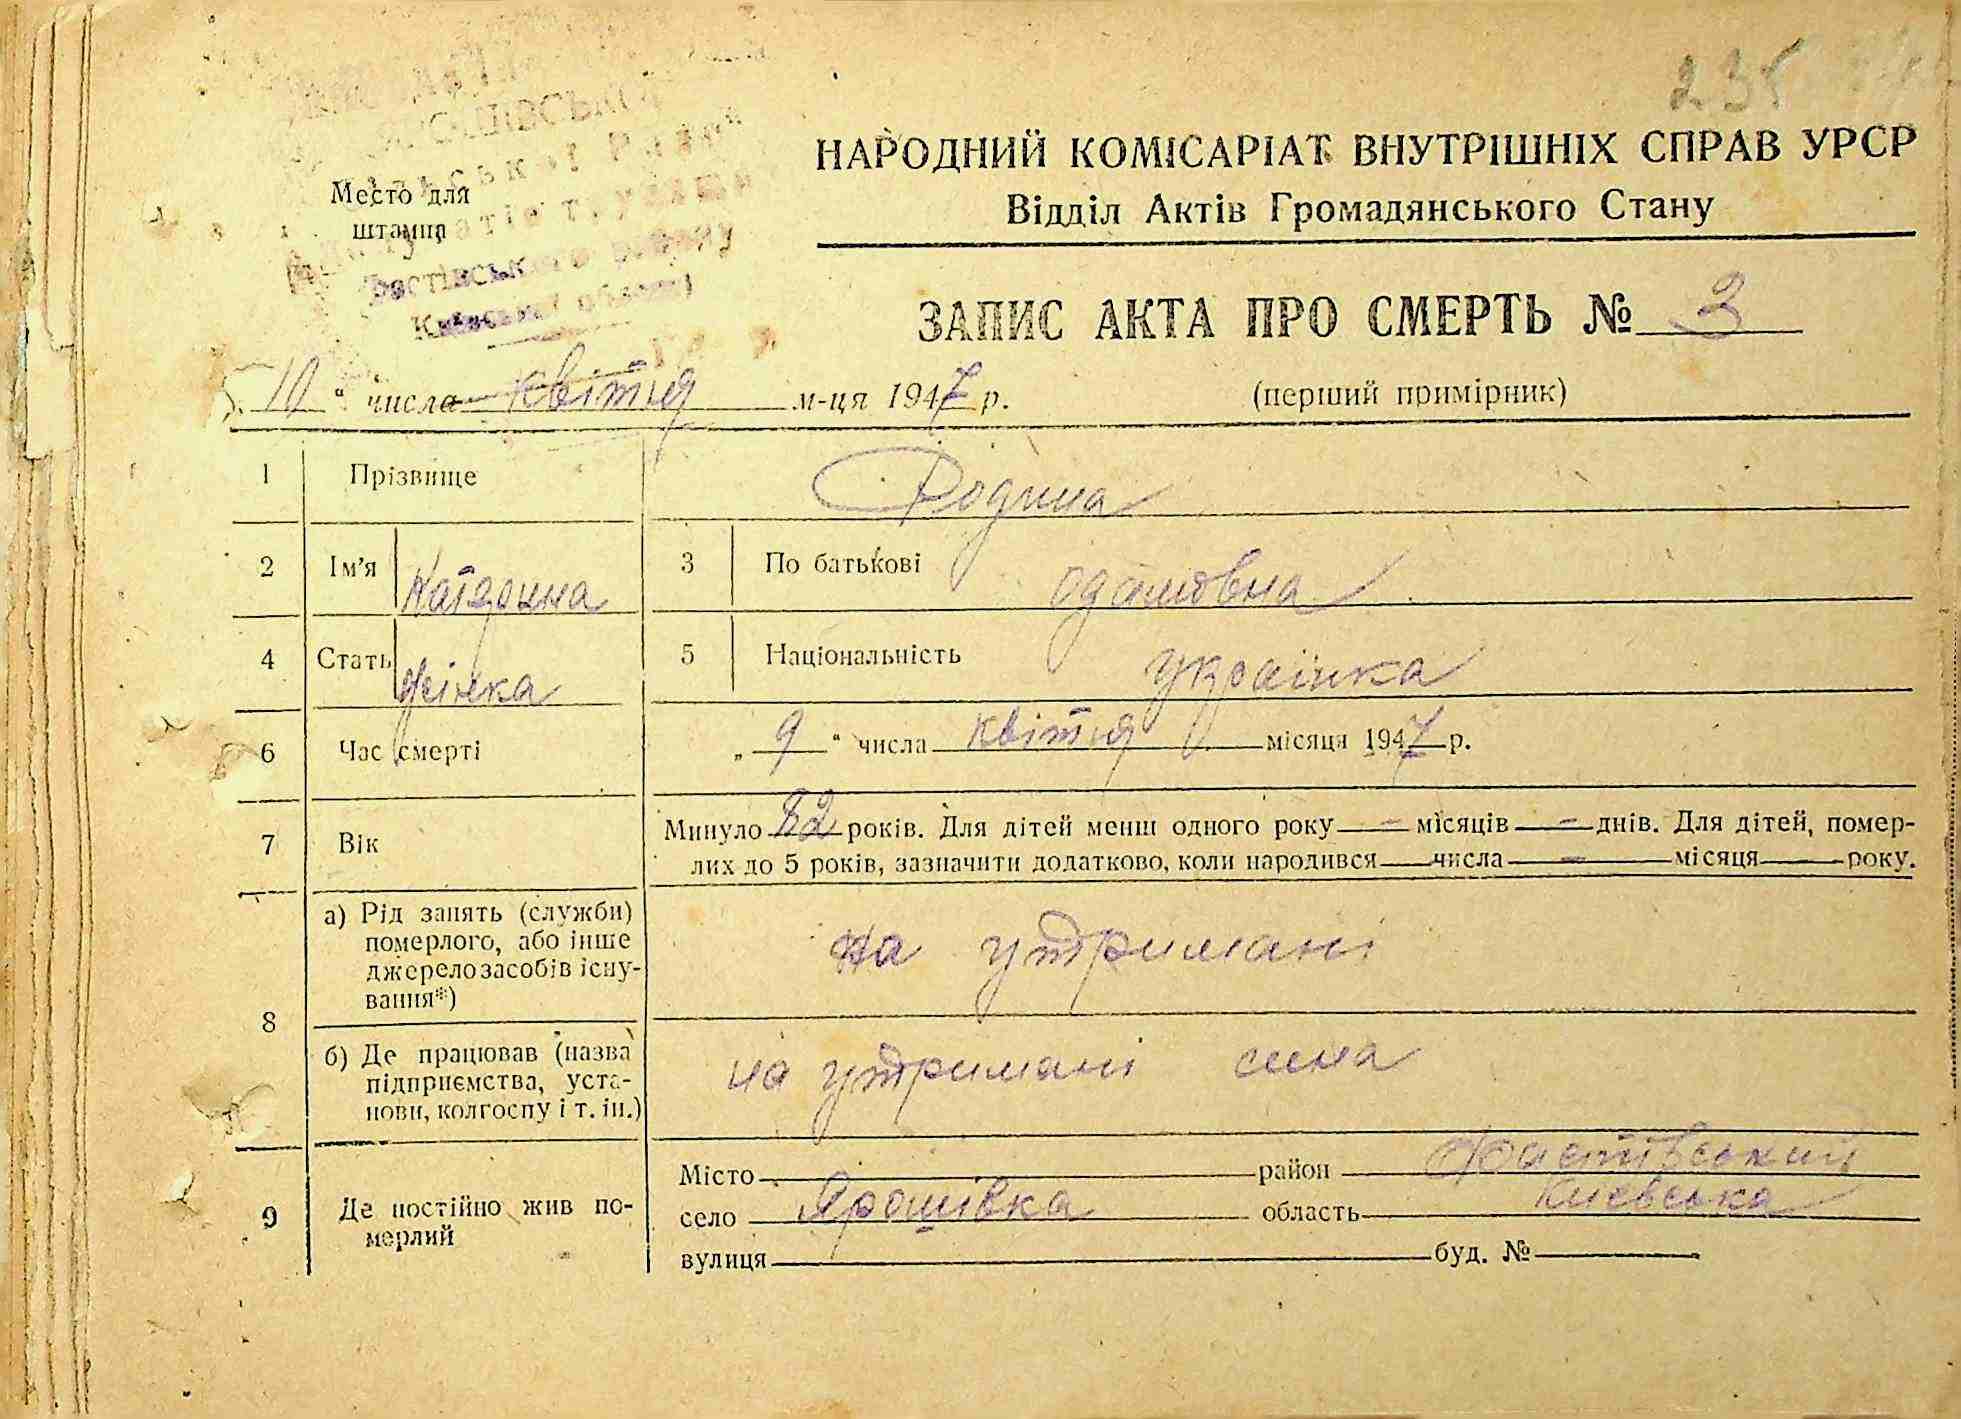 235
НАРОДНИЙ КОМІСАРІАТ ВНУТРІШНІХ СПРАВ УРСР
Відділ Актів Громадянського Стану
Место для
штампа
Фастівського району
Київської області
ЗАПИС АКТА ПРО СМЕРТЬ № 3
„10“ числа квітня м-ця 1947 р.
(перший примірник)
1 Прізвище Родина
2 Ім'я Катерина 3 По батькові Одамовна
4 Стать жінка 5 Національність українка
6 Час смерті „9“ числа квітня місяця 1947 р.
7 Вік Минуло 82 років. Для дітей менш одного року – місяців – днів. Для дітей, помер-
лих до 5 років, зазначити додатково, коли народився числа – місяця року.
8 а) Рід занять (служби)
померлого, або інше
джерело засобів існу-
вання*)
на утримані
б) Де працював (назва
підприємства, уста-
нови, колгоспу і т. ін.)
на утримані сина
9 Де постійно жив по-
мерлий
Місто район Фастівський
село Ярошівка область Киевська
вулиця буд. №